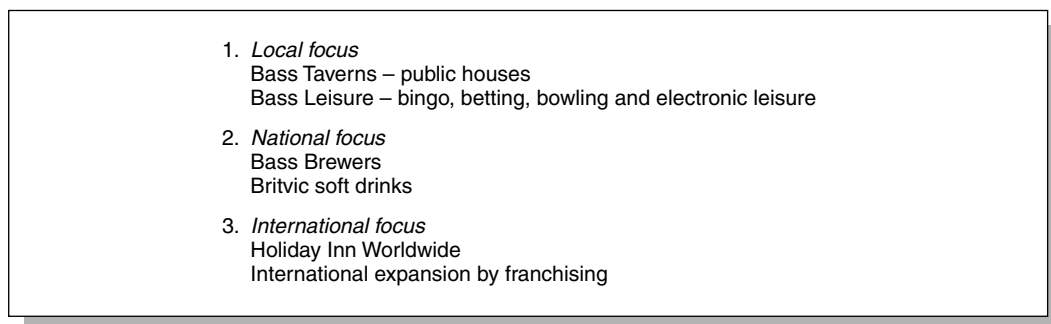 1. Local focus
Bass Taverns – public houses
Bass Leisure – bingo, betting, bowling and electronic leisure
2. National focus
Bass Brewers
Britvic soft drinks
3. International focus
Holiday Inn Worldwide
International expansion by franchising